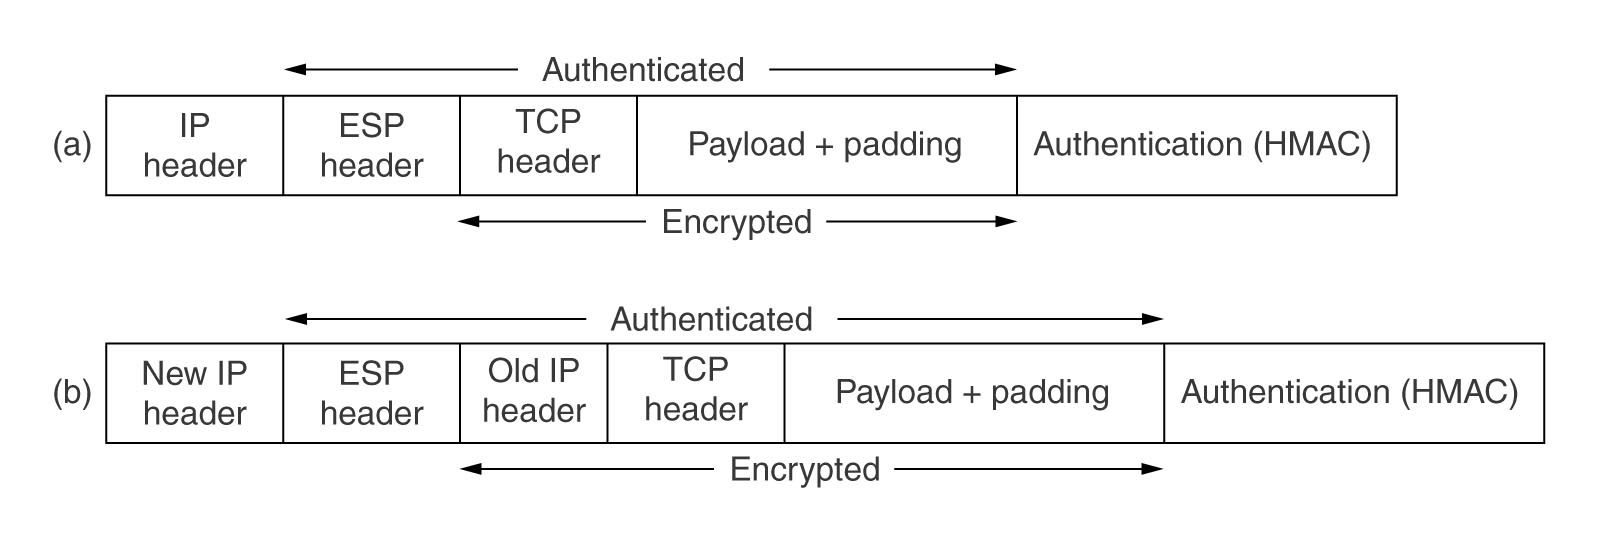 Authenticated
(a)
IP
header
ESP
header
TCP
header
Payload + padding
Authentication (HMAC)
Encrypted
Authenticated
(b)
New IP
header
ESP
header
Old IP
header
TCP
header
Payload + padding
Authentication (HMAC)
Encrypted